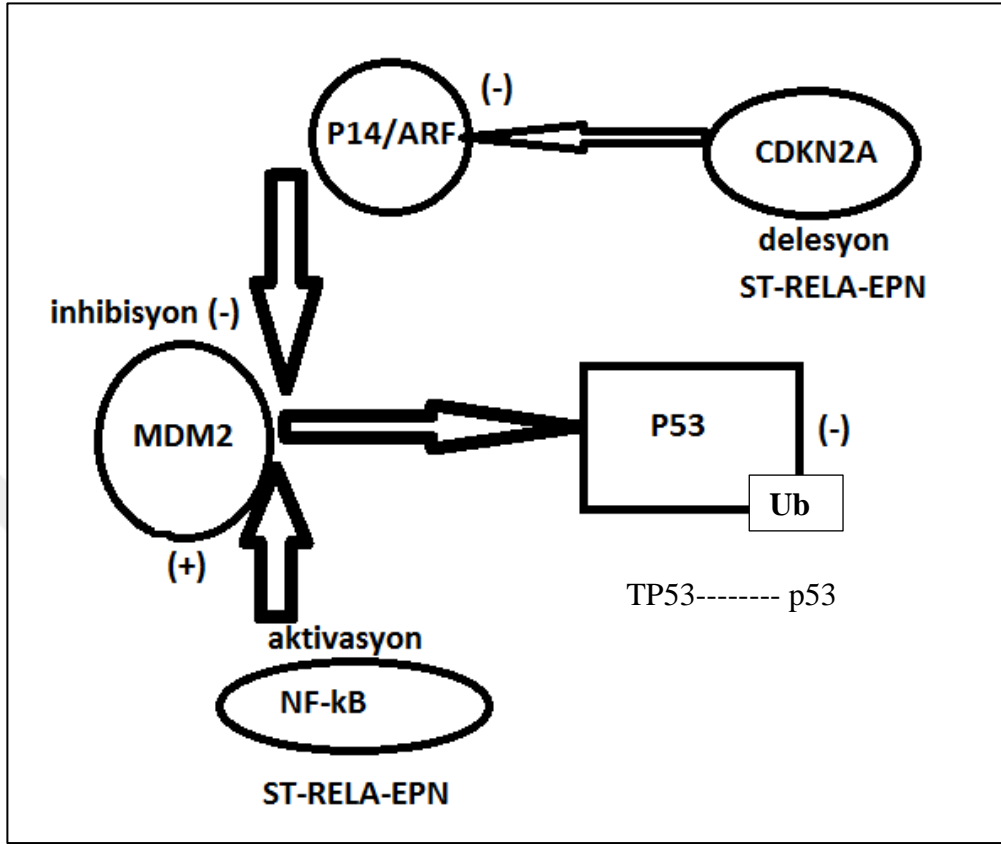 (-)
P14/ARF
CDKN2A
delesyon
ST-RELA-EPN
inhibisyon (-)
MDM2
P53
(-)
Ub
(+)
TP53-------- p53
aktivasyon
NF-kB
ST-RELA-EPN